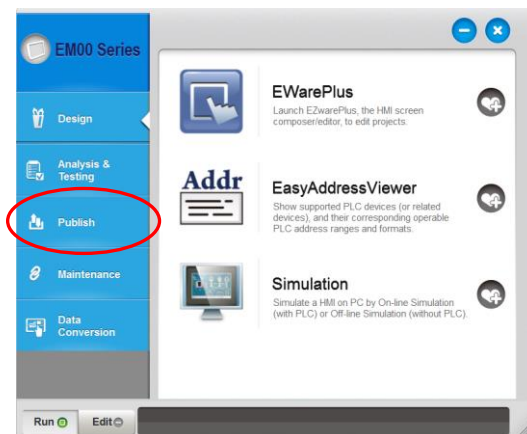 EM00 Series
Design
Analysis &
Testing
Publish
Maintenance
Data
Conversion
EWarePlus
Launch EZwarePlus, the HMI screen
composer/editor, to edit projects.
Addr
EasyAddressViewer
Show supported PLC devices (or related
devices), and their corresponding operable
PLC address ranges and formats.
Simulation
Simulate a HMI on PC by On-line Simulation
(with PLC) or Off-line Simulation (without PLC).
Run
Edit